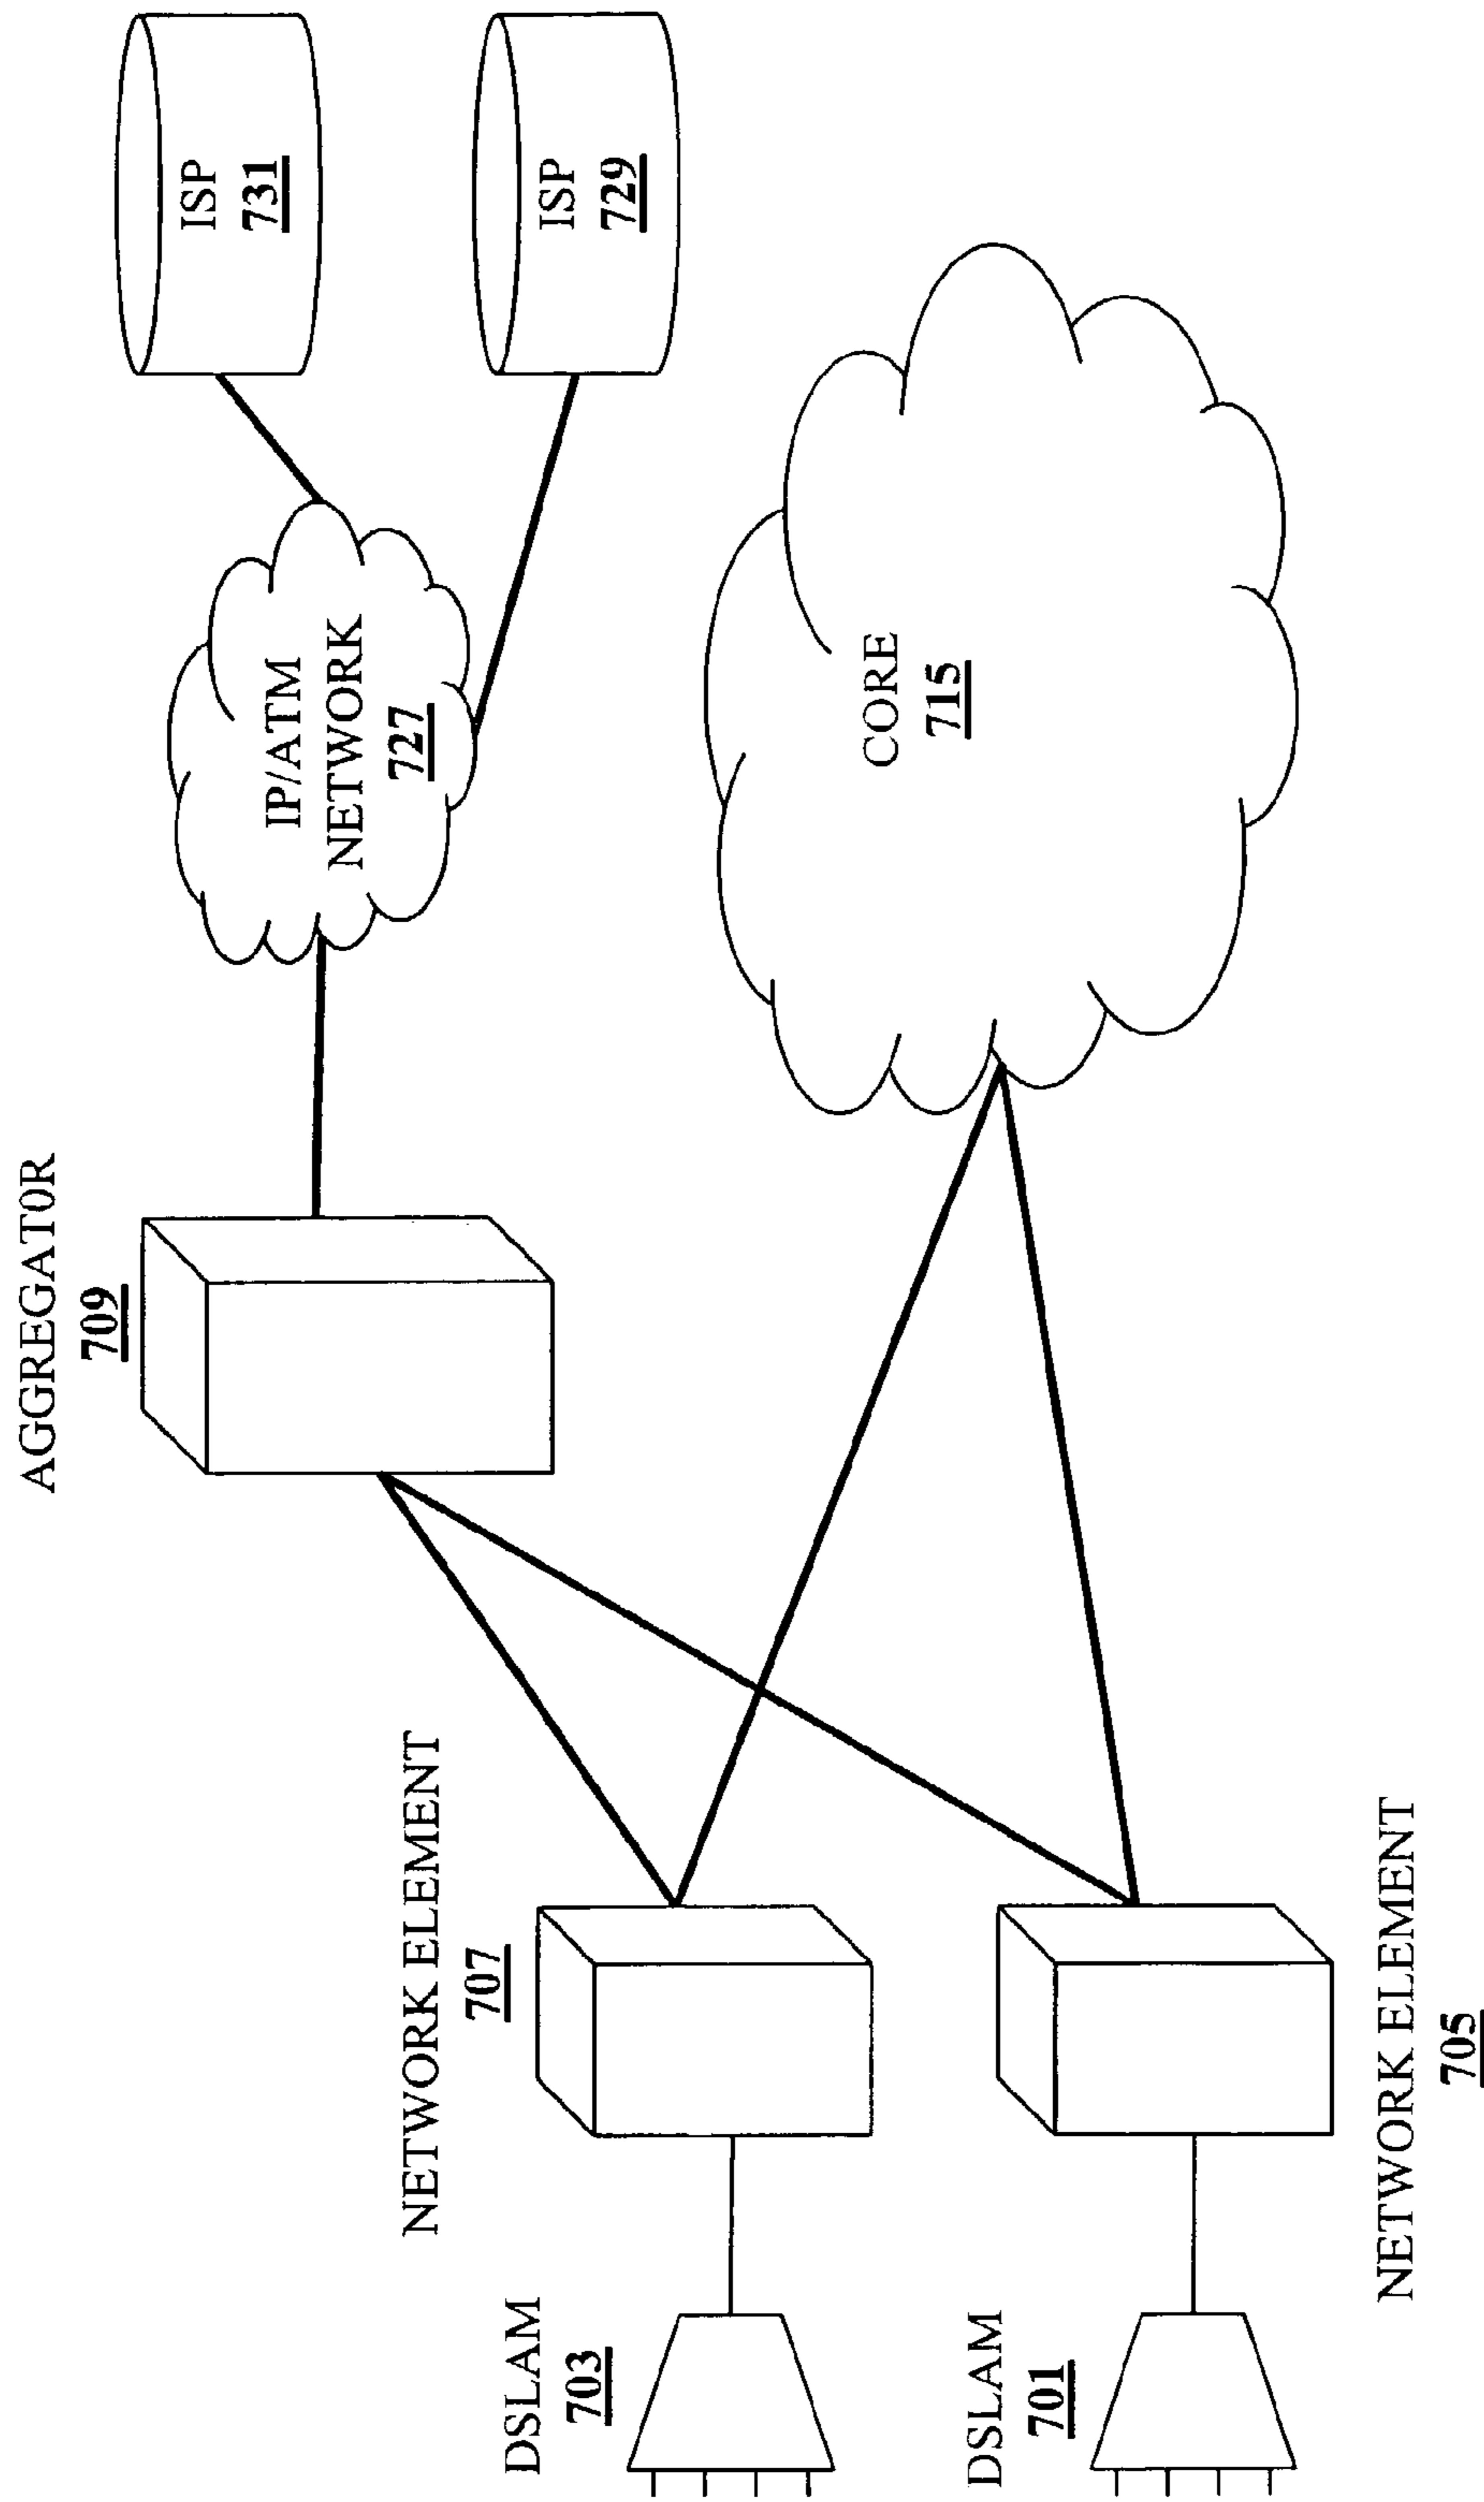 AGGREGATOR
709
ISP
731
IP/ATM
NETWORK
727
ISP
729
NETWORK ELEMENT
707
CORE
715
DSLAM
703
DSLAM
701
NETWORK ELEMENT
705